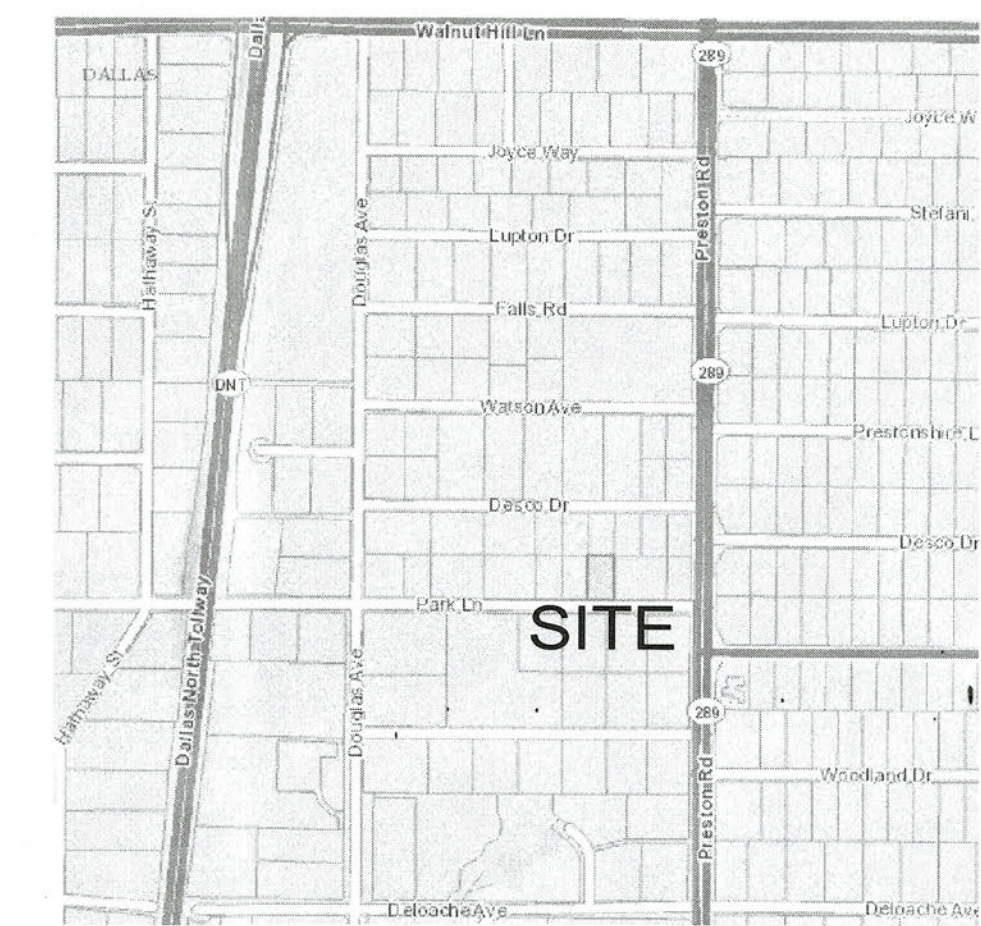 Dall
Walnut Hill Ln
289
DALLAS
Joyce W
Joyce Way
Preston Rd
Hathaway St
Douglas Ave
Stefani
Lupton Dr
Falls Rd
Lupton Dr
289
DNT
Watson Ave
Prestonshire L
Desco Dr
Desco Dr
Park Ln
SITE
Dallas North Tollway
Hathaway St
Douglas Ave
289
Preston Rd
Woodland Dr
Deloache Ave
Deloache Ave